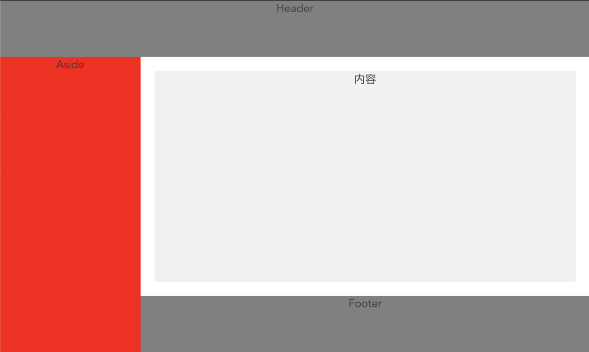 Header
Aside
内容
Footer